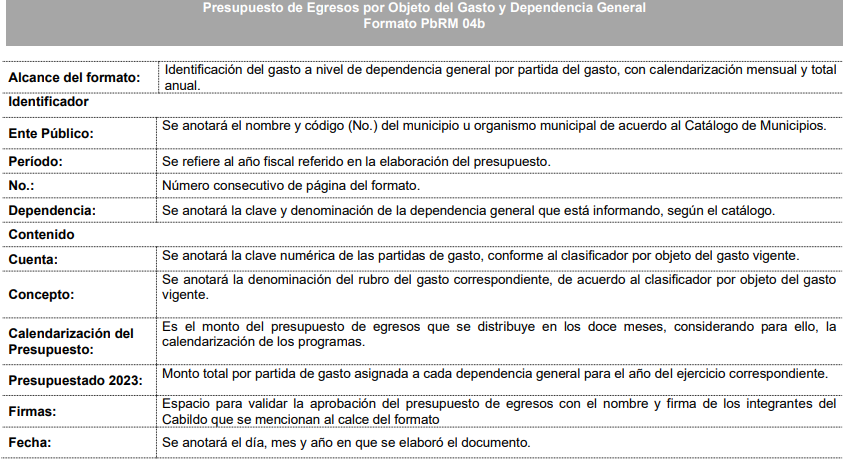 Presupuesto de Egresos por Objeto del Gasto y Dependencia General
Formato PbRM 04b
Alcance del formato: Identificación del gasto a nivel de dependencia general por partida del gasto, con calendarización mensual y total
anual.
Identificador
Ente Público: Se anotará el nombre y código (No.) del municipio u organismo municipal de acuerdo al Catálogo de Municipios.
Período: Se refiere al año fiscal referido en la elaboración del presupuesto.
No.: Número consecutivo de página del formato.
Dependencia: Se anotará la clave y denominación de la dependencia general que está informando, según el catálogo.
Contenido
Cuenta: Se anotará la clave numérica de las partidas de gasto, conforme al clasificador por objeto del gasto vigente.
Concepto: Se anotará la denominación del rubro del gasto correspondiente, de acuerdo al clasificador por objeto del gasto
vigente.
Calendarización del Presupuesto: Es el monto del presupuesto de egresos que se distribuye en los doce meses, considerando para ello, la
calendarización de los programas.
Presupuestado 2023: Monto total por partida de gasto asignada a cada dependencia general para el año del ejercicio correspondiente.
Firmas: Espacio para validar la aprobación del presupuesto de egresos con el nombre y firma de los integrantes del
Cabildo que se mencionan al calce del formato
Fecha: Se anotará el día, mes y año en que se elaboró el documento.